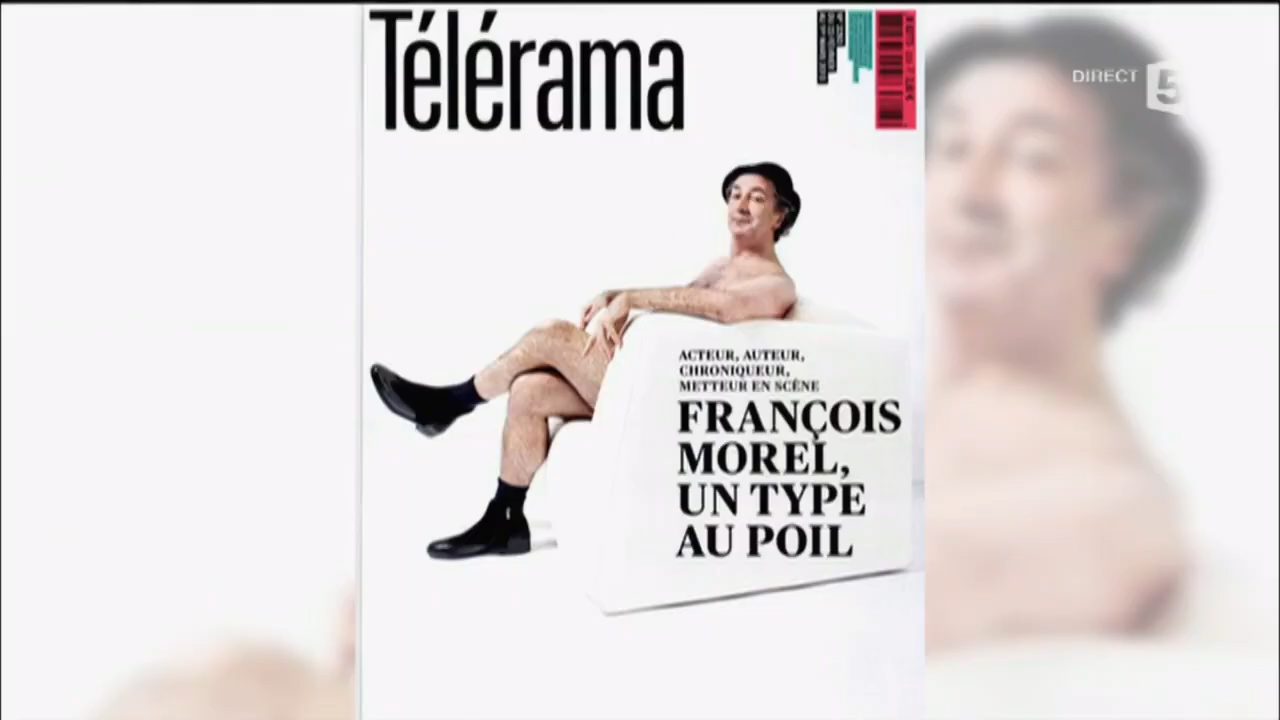 Télérama
DIRECT 5
ACTEUR, AUTEUR,
CHRONIQUEUR,
METTEUR EN SCÈNE
FRANÇOIS
MOREL,
UN TYPE
AU POIL